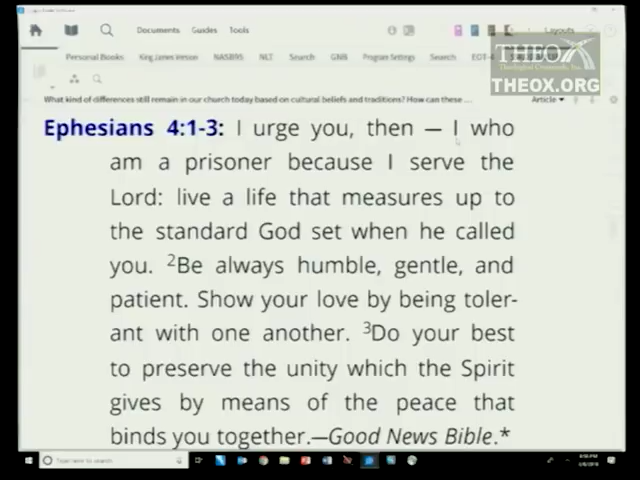 Documents Guides Tools Layouts
Personal Books King James Version NASB95 NLT Search GNB Program Settings Search
THEOX
THEOX.ORG
What kind of differences still remain in our church today based on cultural beliefs and traditions? How can these ... Article
Ephesians 4:1-3: I urge you, then — I who
am a prisoner because I serve the
Lord: live a life that measures up to
the standard God set when he called
you. 2Be always humble, gentle, and
patient. Show your love by being toler-
ant with one another. 3Do your best
to preserve the unity which the Spirit
gives by means of the peace that
binds you together.—Good News Bible.*
Type here to search